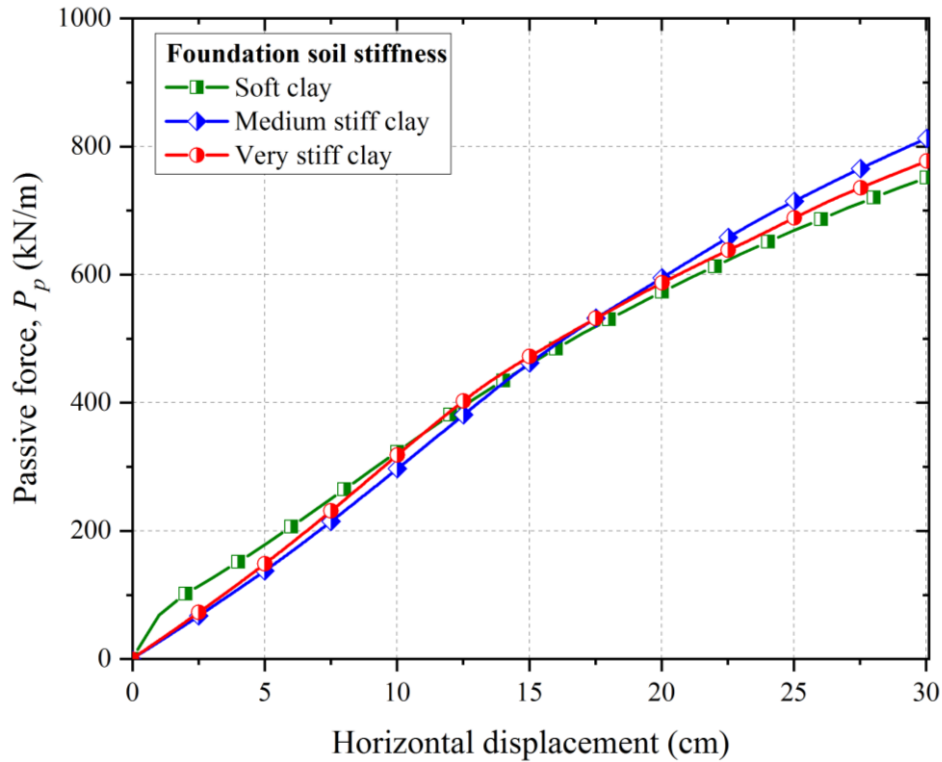 1000
800
600
400
200
0
Passive force, P_p (kN/m)
Foundation soil stiffness
Soft clay
Medium stiff clay
Very stiff clay
0 5 10 15 20 25 30
Horizontal displacement (cm)